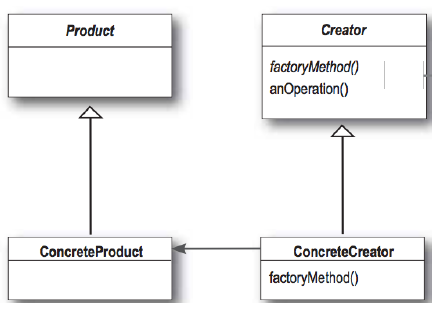 Product
Creator
factoryMethod()
anOperation()
ConcreteProduct
ConcreteCreator
factoryMethod()